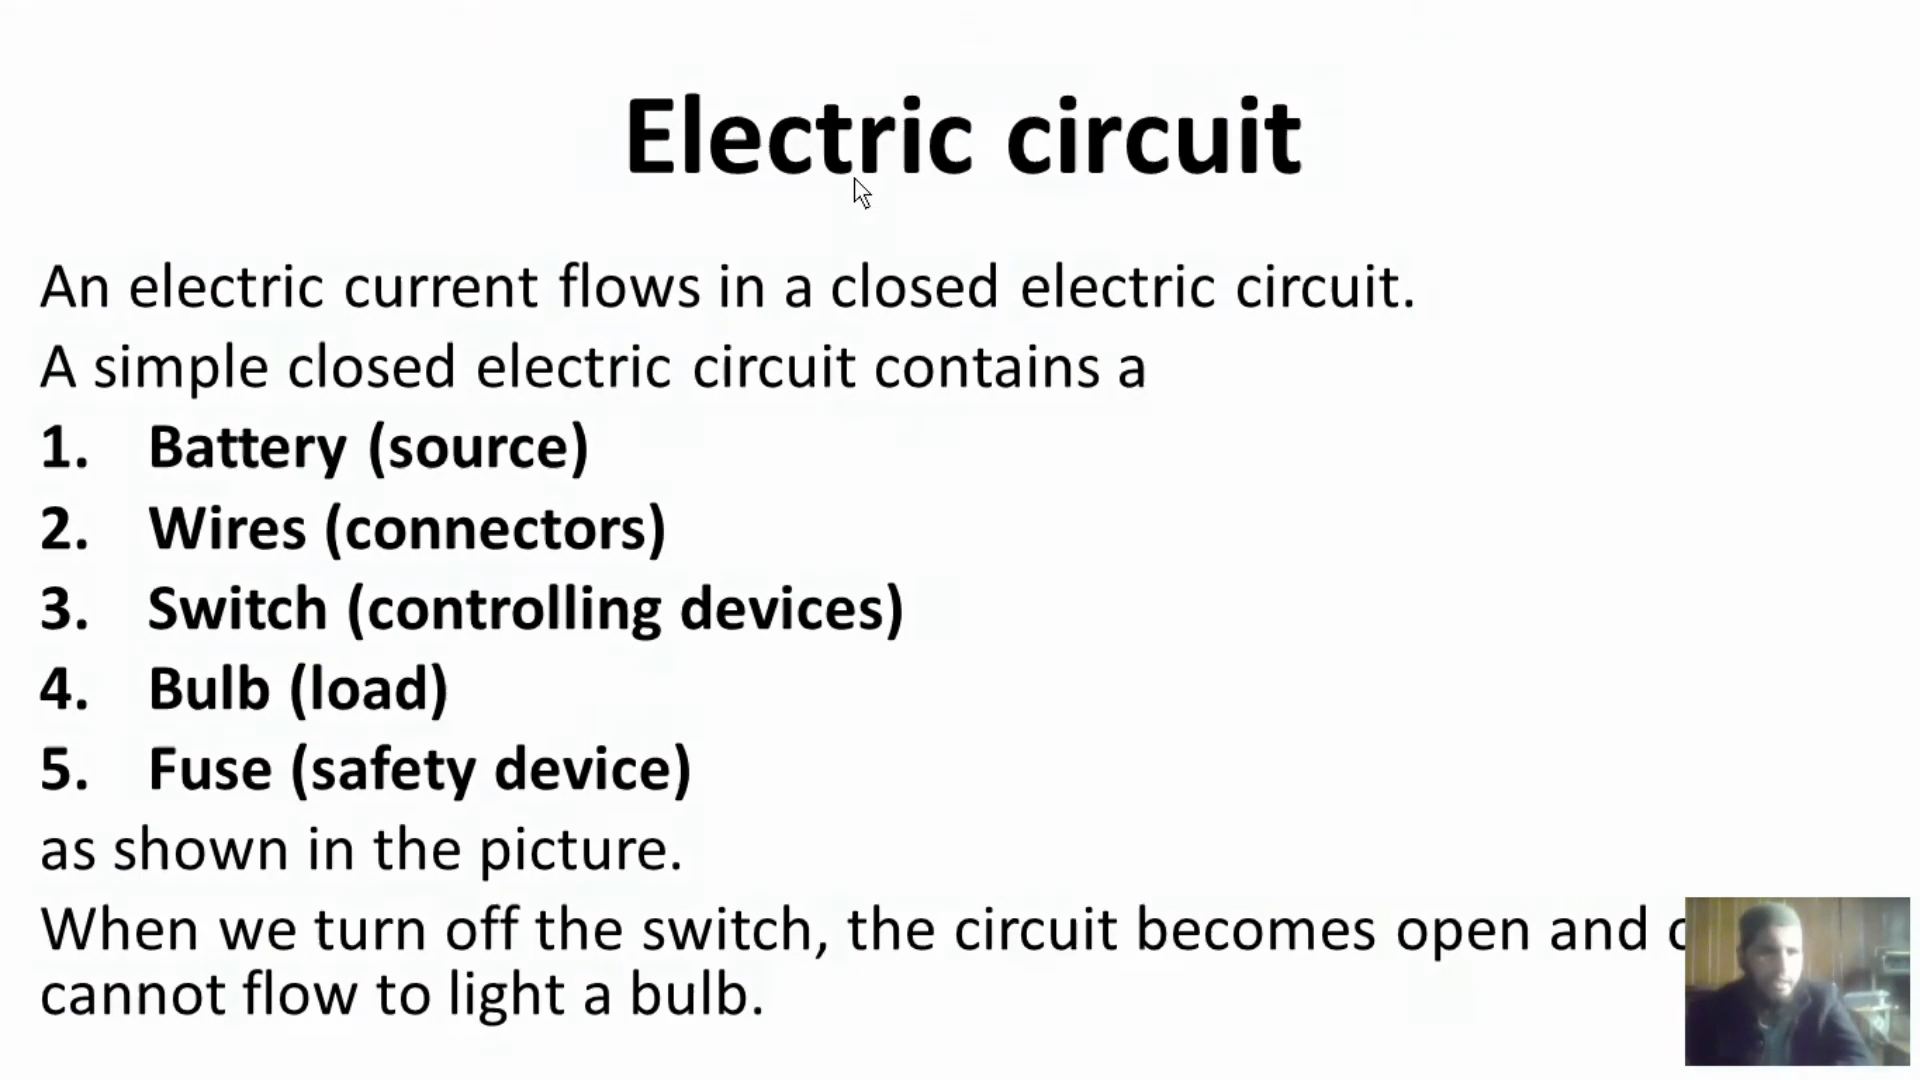 Electric circuit
An electric current flows in a closed electric circuit.
A simple closed electric circuit contains a
1. Battery (source)
2. Wires (connectors)
3. Switch (controlling devices)
4. Bulb (load)
5. Fuse (safety device)
as shown in the picture.
When we turn off the switch, the circuit becomes open and
cannot flow to light a bulb.